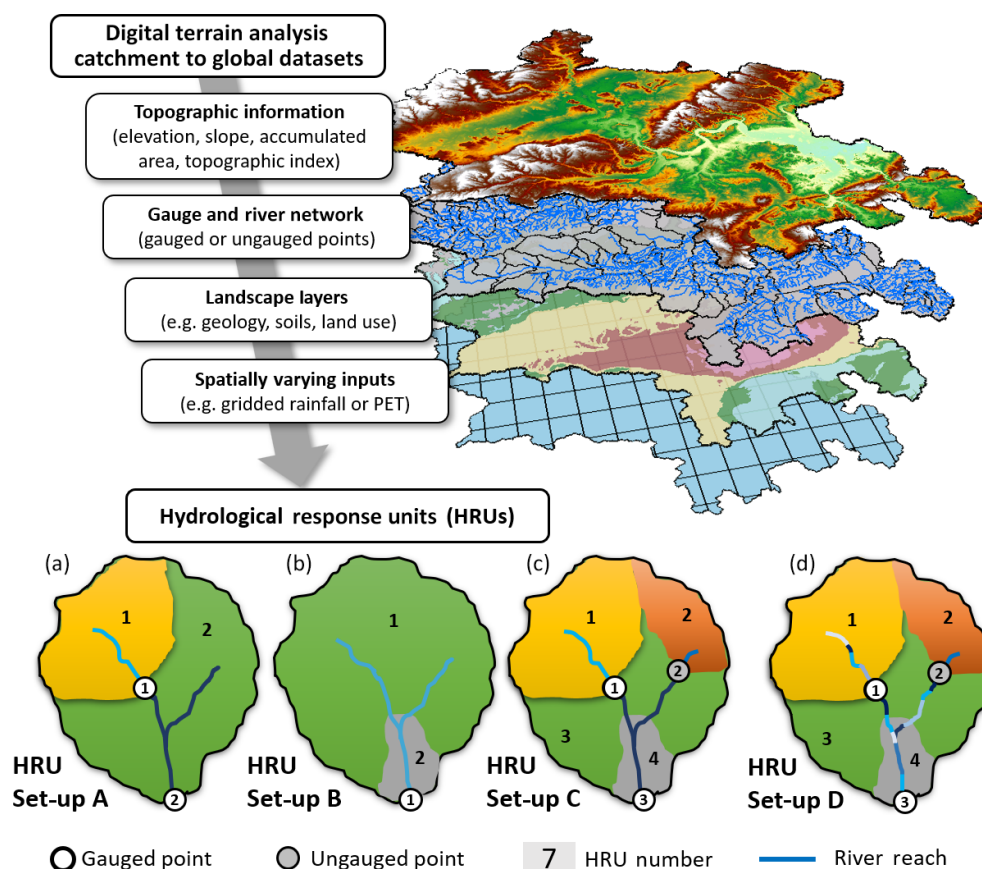 Digital terrain analysis
catchment to global datasets
Topographic information
(elevation, slope, accumulated
area, topographic index)
Gauge and river network
(gauged or ungauged points)
Landscape layers
(e.g. geology, soils, land use)
Spatially varying inputs
(e.g. gridded rainfall or PET)
Hydrological response units (HRUs)
(a)
1
2
1
2
HRU
Set-up A
(b)
1
2
1
HRU
Set-up B
(c)
1
2
1
2
3
4
3
HRU
Set-up C
(d)
1
2
1
2
3
4
3
HRU
Set-up D
Gauged point
Ungauged point
7
HRU number
River reach